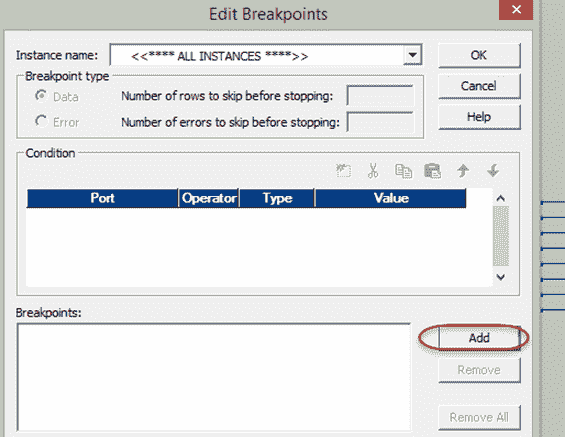 Edit Breakpoints
Instance name: <<**** ALL INSTANCES ****>> OK
Breakpoint type Cancel
Data Number of rows to skip before stopping:
Error Number of errors to skip before stopping: Help
Condition
Port Operator Type Value
Breakpoints:
Add
Remove
Remove All